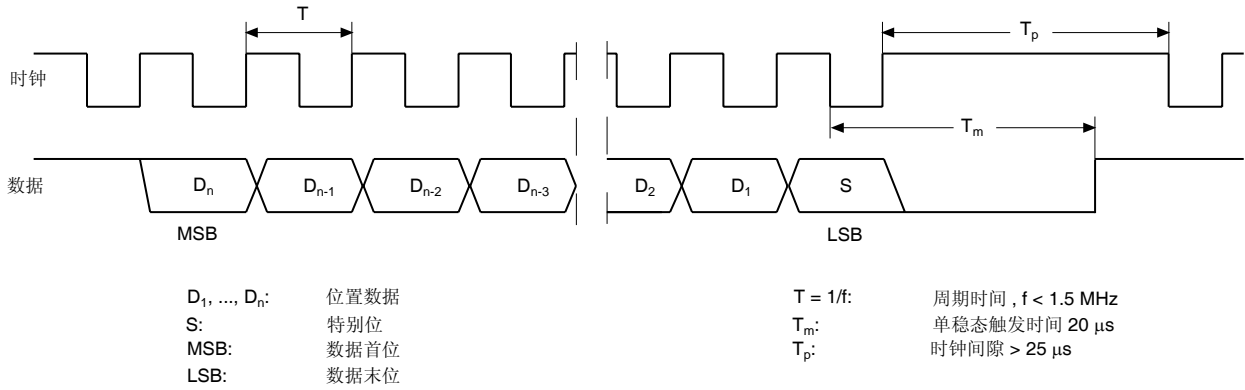 T
Tp
时钟
Tm
数据
Dn Dn-1 Dn-2 Dn-3 D2 D1 S
MSB LSB
D1, ..., Dn: 位置数据
S: 特别位
MSB: 数据首位
LSB: 数据末位
T = 1/f: 周期时间 , f < 1.5 MHz
Tm: 单稳态触发时间 20 µs
Tp: 时钟间隙 > 25 µs